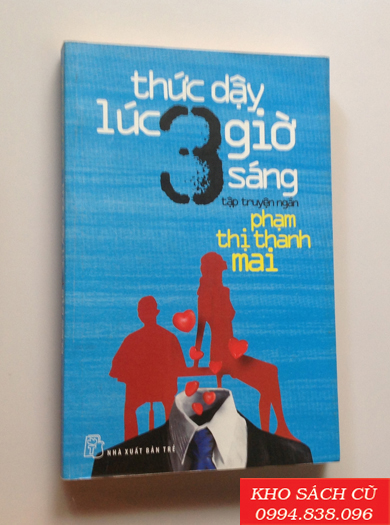 thức dậy
lúc 3 giờ
sáng
tập truyện ngắn
phạm
thị thanh
mai
NHÀ XUẤT BẢN TRẺ
KHO SÁCH CŨ
0994.838.096